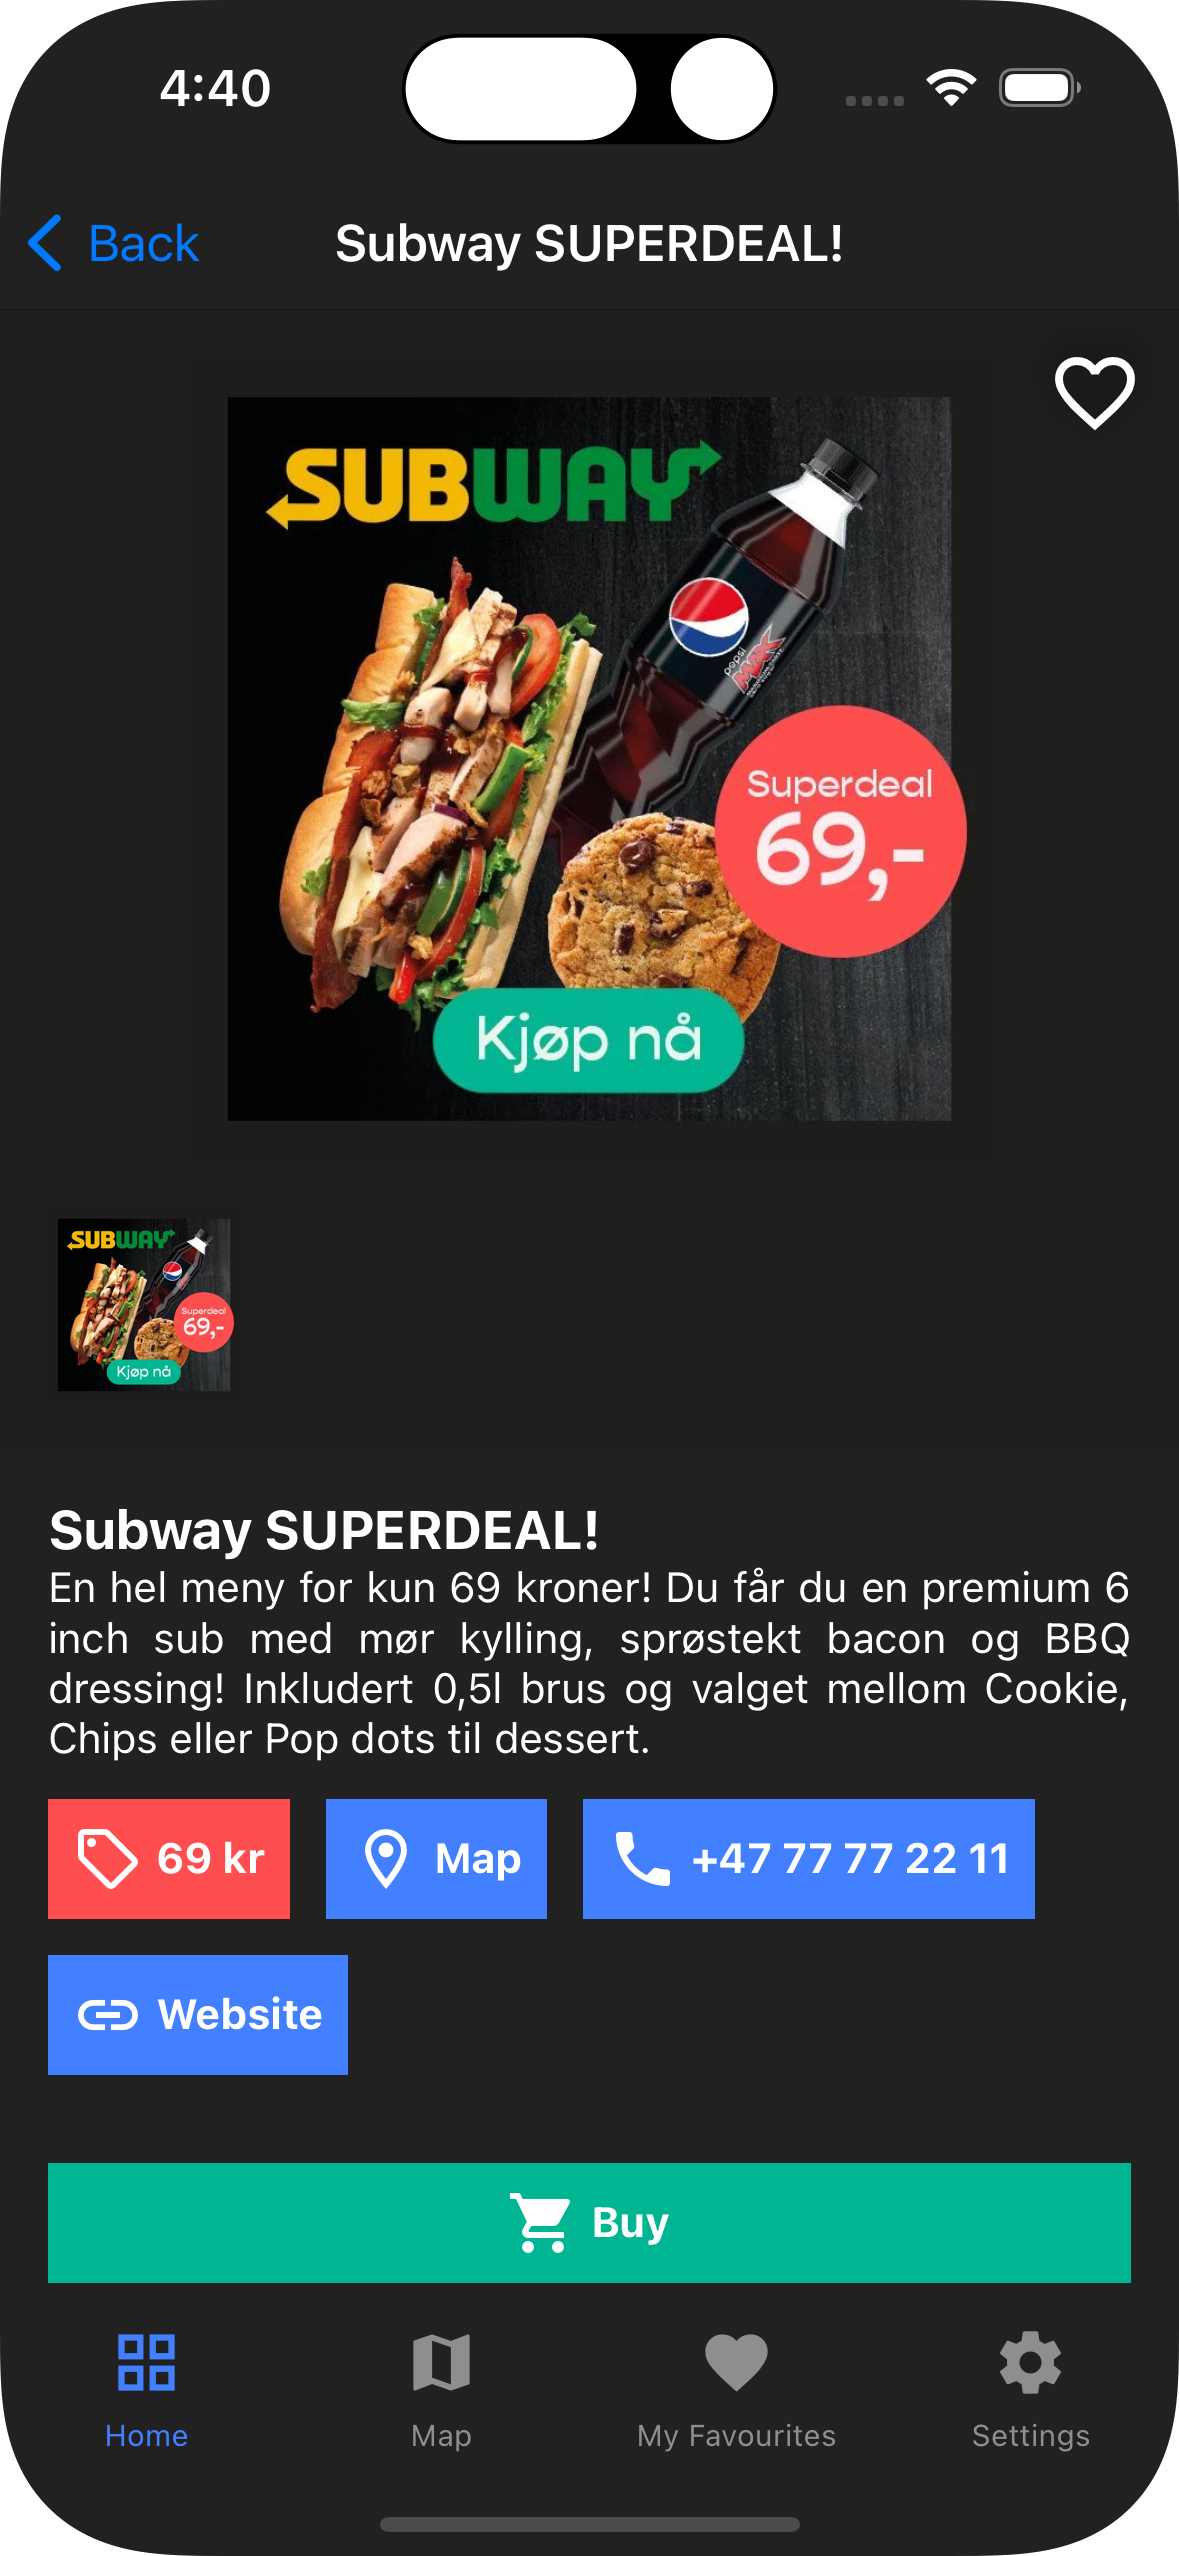 4:40
Back
Subway SUPERDEAL!
SUBWAY
pepsi
MAX
Superdeal
69,-
Kjøp nå
SUBWAY
Superdeal
69,-
Kjøp nå
Subway SUPERDEAL!
En hel meny for kun 69 kroner! Du får du en premium 6
inch sub med mør kylling, sprøstekt bacon og BBQ
dressing! Inkludert 0,5l brus og valget mellom Cookie,
Chips eller Pop dots til dessert.
69 kr
Map
+47 77 77 22 11
Website
Buy
Home
Map
My Favourites
Settings